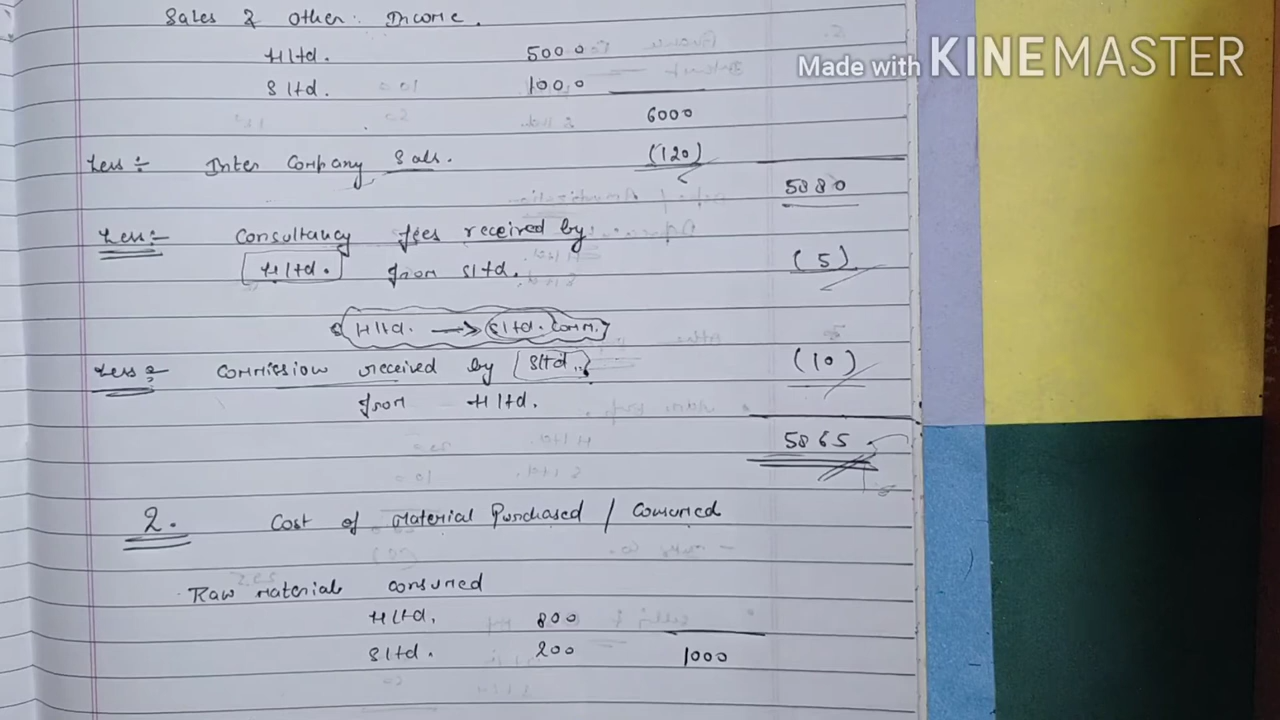 Sales & Other Income.
Made with KINEMASTER
H ltd. 5000
S ltd. 1000
6000
Less:- Inter Company Sals. (120)
5880
Less:- Consultancy fees received by
H ltd. from S ltd. (5)
H ltd. → S ltd. Comm.
Less: Commission received by S ltd. (10)
from H ltd.
5865
2. Cost of Material Purchased / Consumed
Raw Materials consumed
H Ltd. 800
S ltd. 200 1000